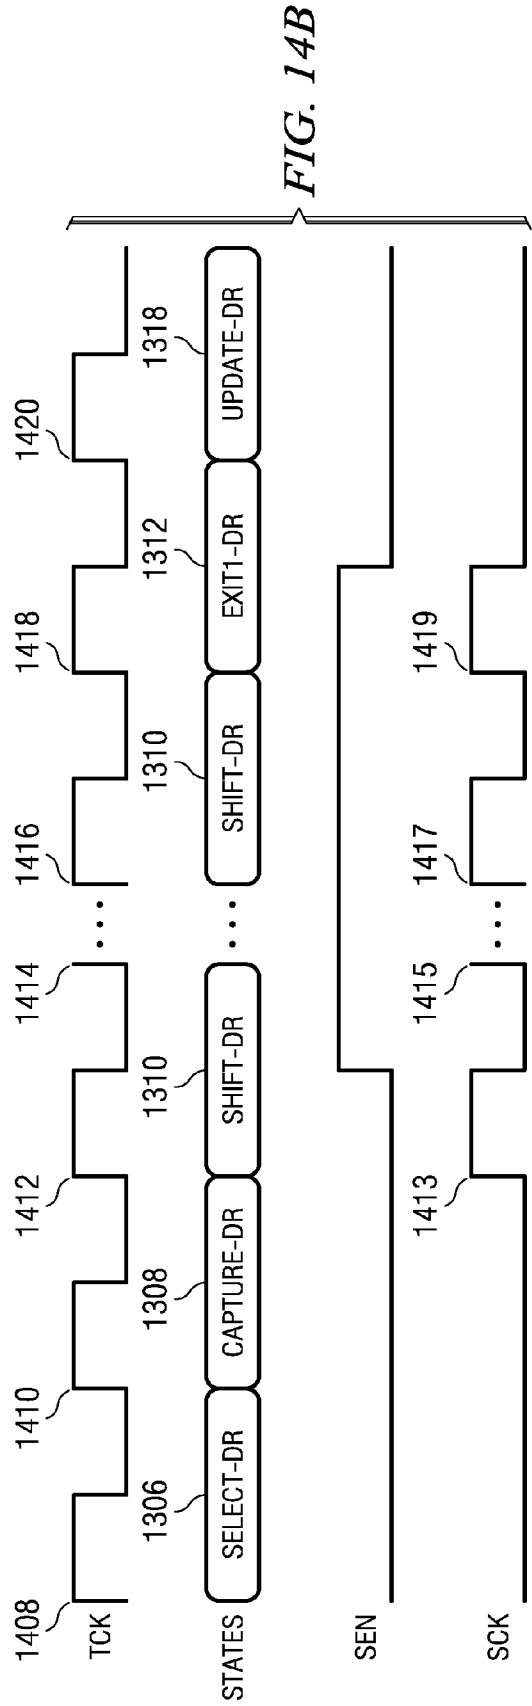 1408 1410 1412 1414 1416 1418 1420
TCK ...
1306 1308 1310 1310 1312 1318
STATES SELECT-DR CAPTURE-DR SHIFT-DR ... SHIFT-DR EXIT1-DR UPDATE-DR
SEN
1413 1415 1417 1419
SCK ...
FIG. 14B